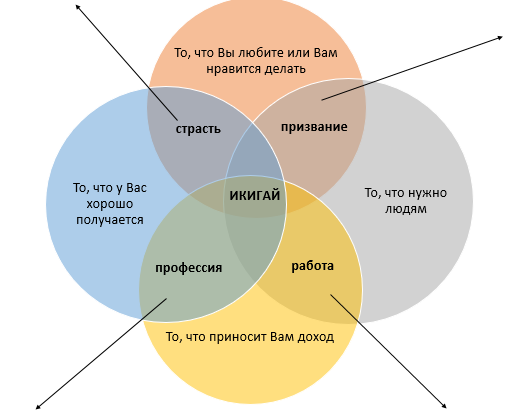 То, что Вы любите или Вам
нравится делать
страсть
призвание
То, что у Вас
хорошо
получается
ИКИГАЙ
То, что нужно
людям
профессия
работа
То, что приносит Вам доход